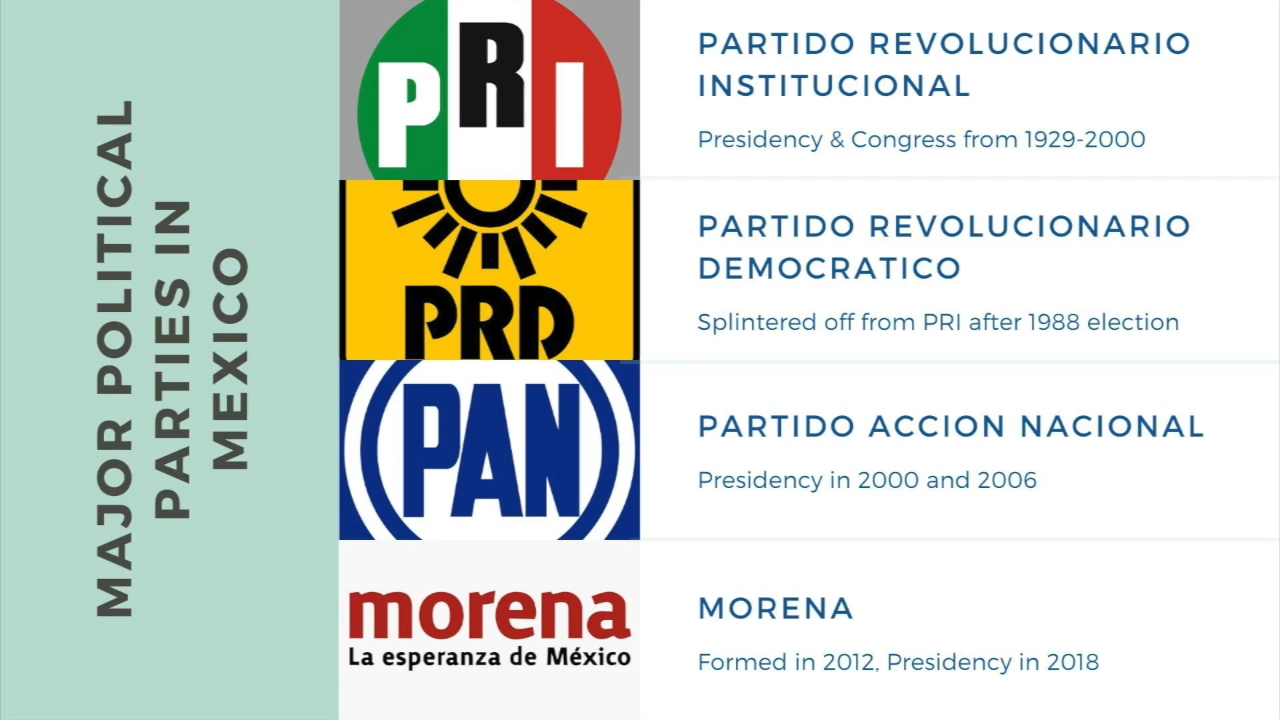 MAJOR POLITICAL
PARTIES IN
MEXICO
PRI
PARTIDO REVOLUCIONARIO
INSTITUCIONAL
Presidency & Congress from 1929-2000
PRD
PARTIDO REVOLUCIONARIO
DEMOCRATICO
Splintered off from PRI after 1988 election
PAN
PARTIDO ACCION NACIONAL
Presidency in 2000 and 2006
morena
La esperanza de México
MORENA
Formed in 2012, Presidency in 2018